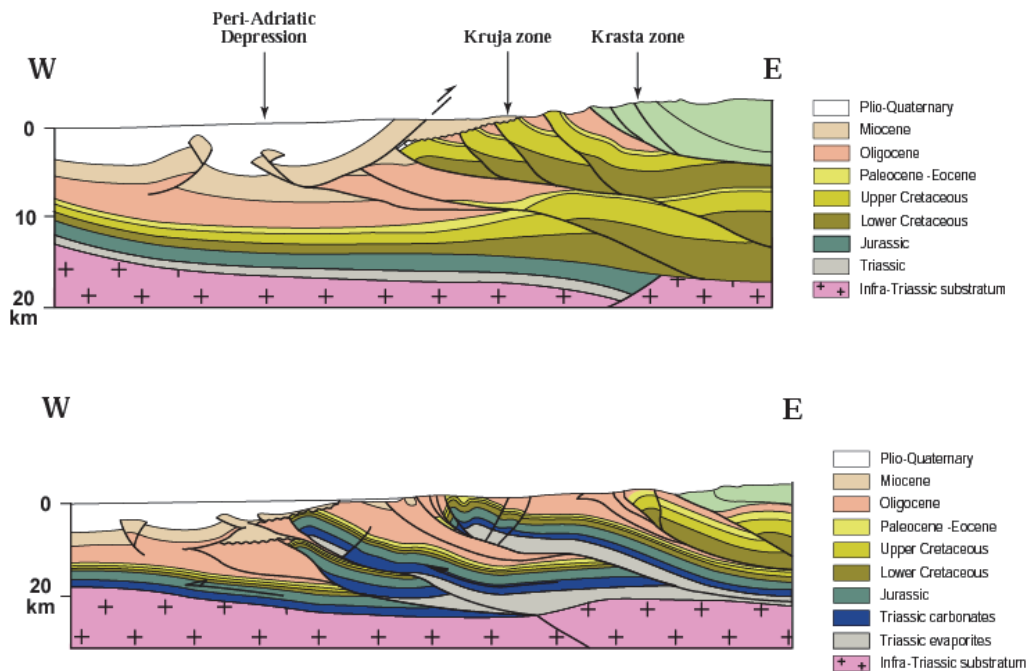 Peri-Adriatic
Depression
Kruja zone
Krasta zone
W
E
0
10
20
km
Plio-Quaternary
Miocene
Oligocene
Paleocene -Eocene
Upper Cretaceous
Lower Cretaceous
Jurassic
Triassic
Infra-Triassic substratum
W
E
0
20
km
Plio-Quaternary
Miocene
Oligocene
Paleocene -Eocene
Upper Cretaceous
Lower Cretaceous
Jurassic
Triassic carbonates
Triassic evaporites
Infra-Triassic substratum